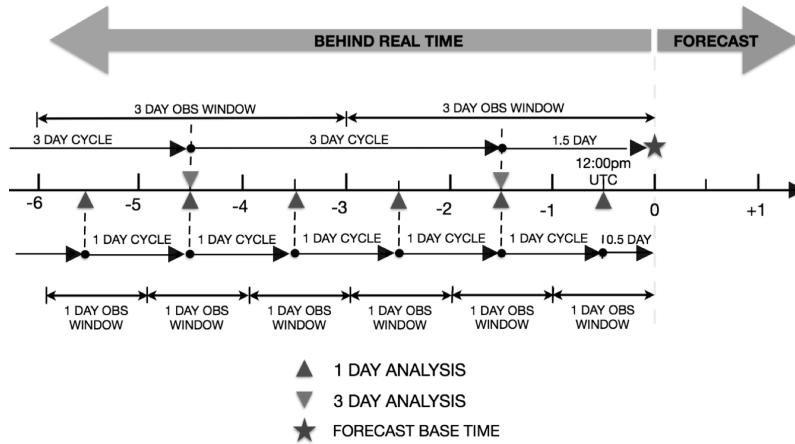 BEHIND REAL TIME FORECAST
3 DAY OBS WINDOW 3 DAY OBS WINDOW
3 DAY CYCLE 3 DAY CYCLE 1.5 DAY
12:00pm
UTC
-6 -5 -4 -3 -2 -1 0 +1
1 DAY CYCLE 1 DAY CYCLE 1 DAY CYCLE 1 DAY CYCLE 1 DAY CYCLE 0.5 DAY
1 DAY OBS 1 DAY OBS 1 DAY OBS 1 DAY OBS 1 DAY OBS 1 DAY OBS
WINDOW WINDOW WINDOW WINDOW WINDOW WINDOW
1 DAY ANALYSIS
3 DAY ANALYSIS
FORECAST BASE TIME